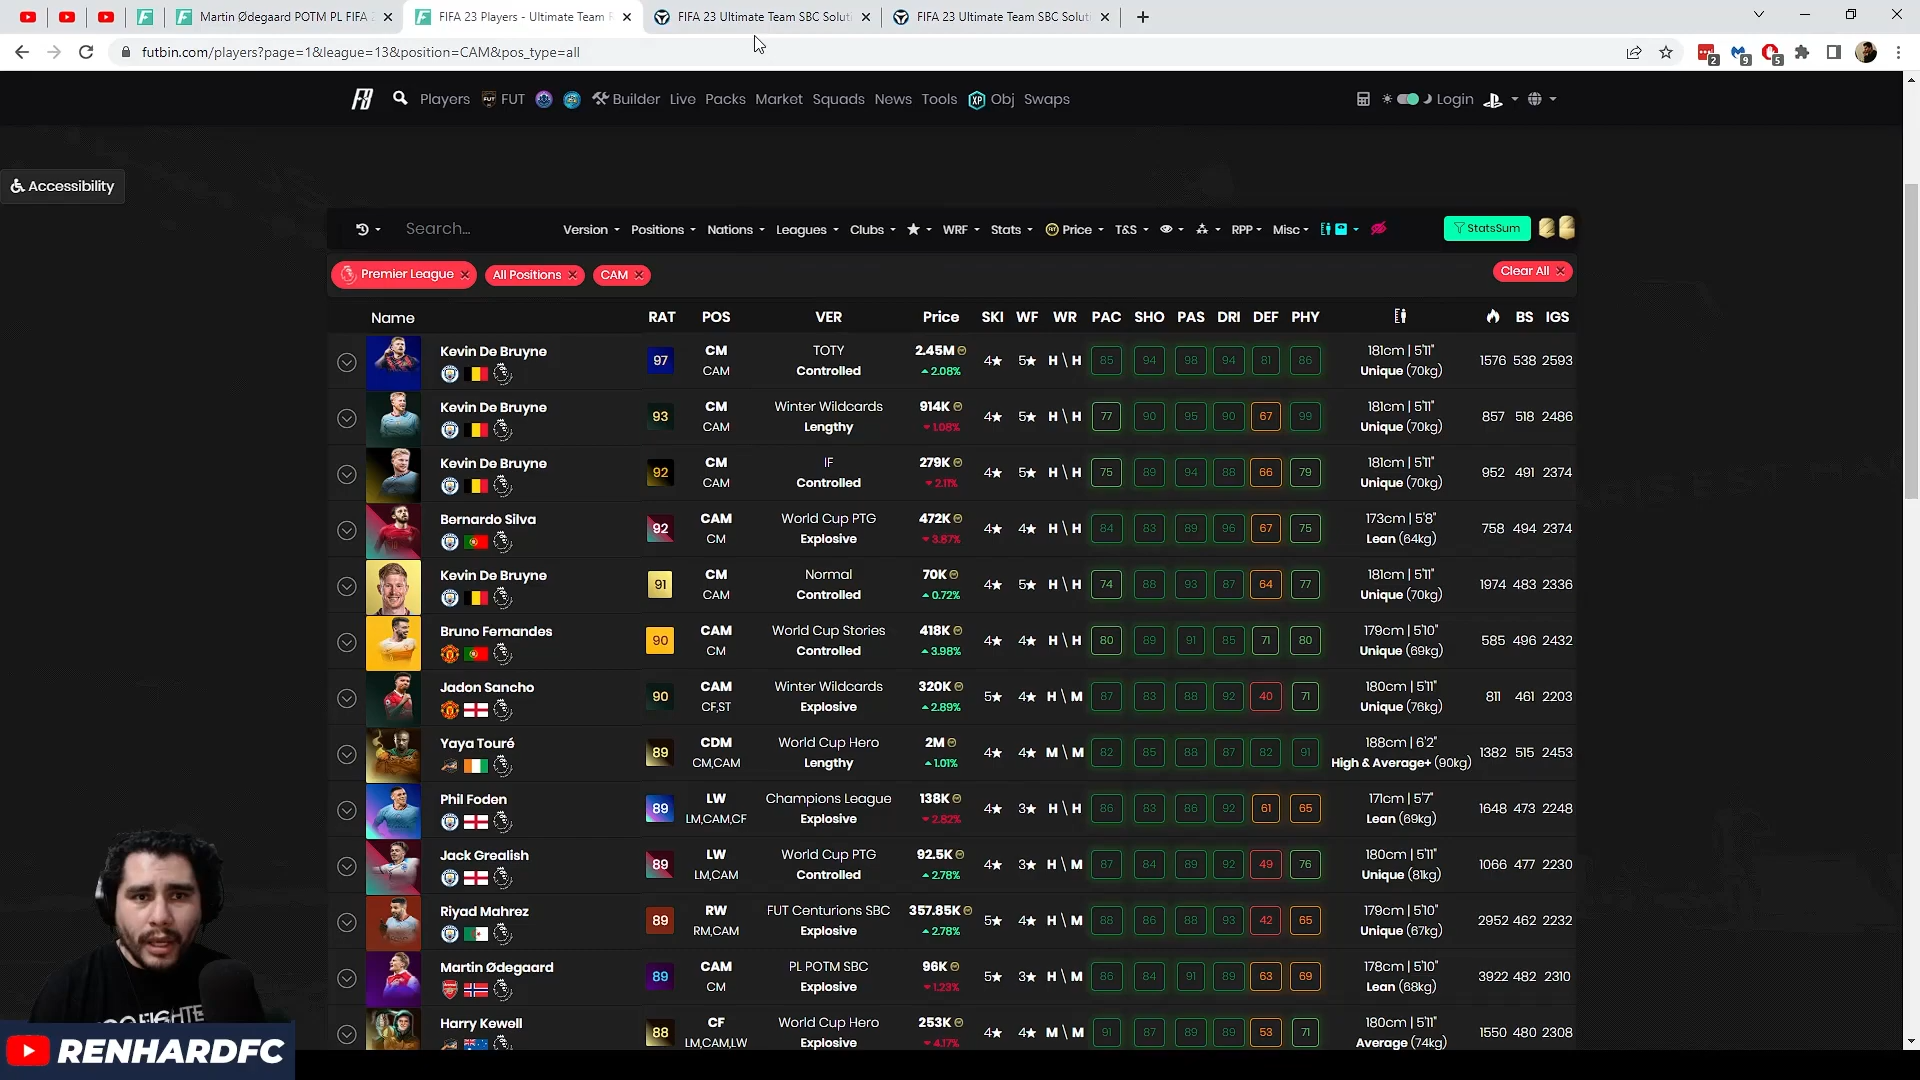 Martin Ødegaard POTM PL FIFA 2
FIFA 23 Players - Ultimate Team F
FIFA 23 Ultimate Team SBC Soluti
FIFA 23 Ultimate Team SBC Soluti
futbin.com/players?page=1&league=13&position=CAM&pos_type=all
2 9 5
Players FUT Builder Live Packs Market Squads News Tools XP Obj Swaps Login
Accessibility
Search... Version Positions Nations Leagues Clubs WRF Stats Price T&S RPP Misc StatsSum
Premier League × All Positions × CAM × Clear All ×
Name RAT POS VER Price SKI WF WR PAC SHO PAS DRI DEF PHY BS IGS
Kevin De Bruyne 97 CM TOTY 2.45M 4★ 5★ H \ H 85 94 98 94 81 86 181cm | 5'11" 1576 538 2593
CAM Controlled 2.08% Unique (70kg)
Kevin De Bruyne 93 CM Winter Wildcards 914K 4★ 5★ H \ H 77 90 95 90 67 99 181cm | 5'11" 857 518 2486
CAM Lengthy 1.08% Unique (70kg)
Kevin De Bruyne 92 CM IF 279K 4★ 5★ H \ H 75 89 94 88 66 79 181cm | 5'11" 952 491 2374
CAM Controlled 2.11% Unique (70kg)
Bernardo Silva 92 CAM World Cup PTG 472K 4★ 4★ H \ H 84 83 89 96 67 75 173cm | 5'8" 758 494 2374
CM Explosive 3.87% Lean (64kg)
Kevin De Bruyne 91 CM Normal 70K 4★ 5★ H \ H 74 88 93 87 64 77 181cm | 5'11" 1974 483 2336
CAM Controlled 0.72% Unique (70kg)
Bruno Fernandes 90 CAM World Cup Stories 418K 4★ 4★ H \ H 80 89 91 85 71 80 179cm | 5'10" 585 496 2432
CM Controlled 3.98% Unique (69kg)
Jadon Sancho 90 CAM Winter Wildcards 320K 5★ 4★ H \ M 87 83 88 92 40 71 180cm | 5'11" 811 461 2203
CF,ST Explosive 2.89% Unique (76kg)
Yaya Touré 89 CDM World Cup Hero 2M 4★ 4★ M \ M 82 85 88 87 82 91 188cm | 6'2" 1382 515 2453
CM,CAM Lengthy 1.01% High & Average+ (90kg)
Phil Foden 89 LW Champions League 138K 4★ 3★ H \ H 86 83 86 92 61 65 171cm | 5'7" 1648 473 2248
LM,CAM,CF Explosive 2.82% Lean (69kg)
Jack Grealish 89 LW World Cup PTG 92.5K 4★ 3★ H \ M 87 84 89 92 49 76 180cm | 5'11" 1066 477 2230
LM,CAM Controlled 2.78% Unique (81kg)
Riyad Mahrez 89 RW FUT Centurions SBC 357.85K 5★ 4★ H \ M 88 86 88 93 42 65 179cm | 5'10" 2952 462 2232
RM,CAM Explosive 2.78% Unique (67kg)
Martin Ødegaard 89 CAM PL POTM SBC 96K 5★ 3★ H \ M 86 84 91 89 63 69 178cm | 5'10" 3922 482 2310
CM Explosive 1.23% Lean (68kg)
Harry Kewell 88 CF World Cup Hero 253K 4★ 4★ M \ M 91 87 89 89 53 71 180cm | 5'11" 1550 480 2308
LM,CAM,LW Explosive 4.17% Average (74kg)
RENHARDFC